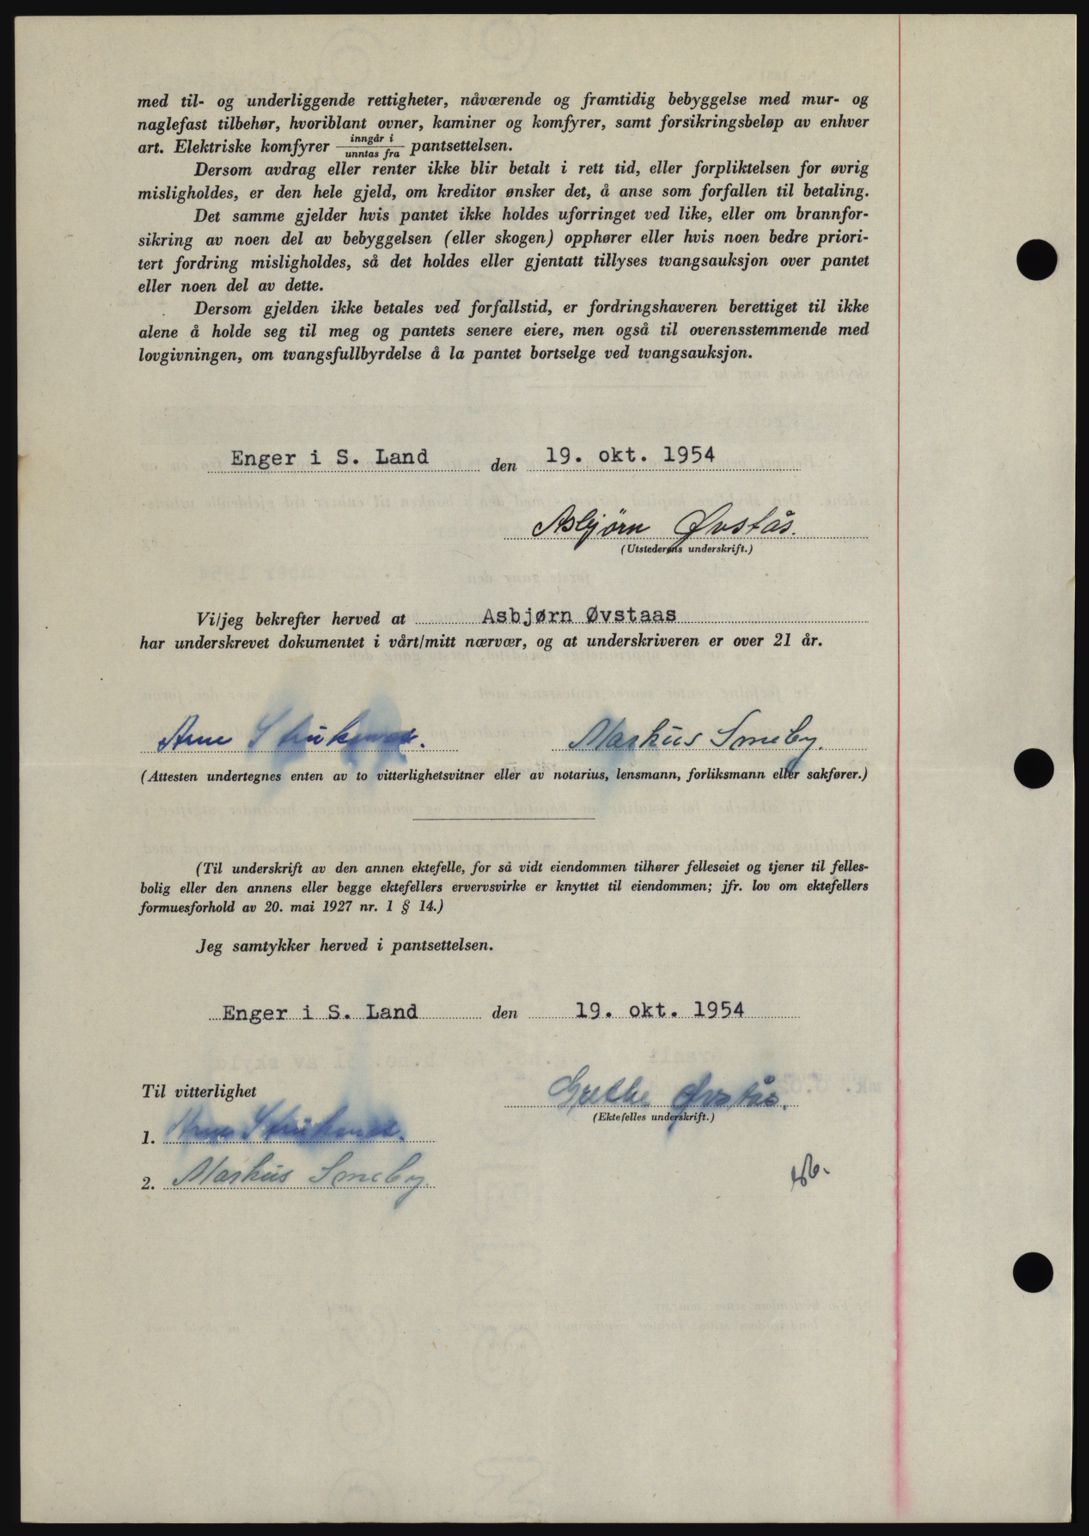 med til- og underliggende rettigheter, nåværende og framtidig bebyggelse med mur- og
naglefast tilbehør, hvoriblant ovner, kaminer og komfyrer, samt forsikringsbeløp av enhver
art. Elektriske komfyrer inngår i / unntas fra pantsettelsen.
Dersom avdrag eller renter ikke blir betalt i rett tid, eller forpliktelsen for øvrig
misligholdes, er den hele gjeld, om kreditor ønsker det, å anse som forfallen til betaling.
Det samme gjelder hvis pantet ikke holdes uforringet ved like, eller om brannfor-
sikring av noen del av bebyggelsen (eller skogen) opphører eller hvis noen bedre priori-
tert fordring misligholdes, så det holdes eller gjentatt tillyses tvangsauksjon over pantet
eller noen del av dette.
Dersom gjelden ikke betales ved forfallstid, er fordringshaveren berettiget til ikke
alene å holde seg til meg og pantets senere eiere, men også til overensstemmende med
lovgivningen, om tvangsfullbyrdelse å la pantet bortselge ved tvangsauksjon.
Enger i S. Land den 19. okt. 1954
Asbjørn Øvstås.
(Utstederens underskrift.)
Vi/jeg bekrefter herved at Asbjørn Øvstaas
har underskrevet dokumentet i vårt/mitt nærvær, og at underskriveren er over 21 år.
Arne Markus Smeby.
(Attesten undertegnes enten av to vitterlighetsvitner eller av notarius, lensmann, forliksmann eller sakfører.)
(Til underskrift av den annen ektefelle, for så vidt eiendommen tilhører felleseiet og tjener til felles-
bolig eller den annens eller begge ektefellers ervervsvirke er knyttet til eiendommen; jfr. lov om ektefellers
formuesforhold av 20. mai 1927 nr. 1 § 14.)
Jeg samtykker herved i pantsettelsen.
Enger i S. Land den 19. okt. 1954
Til vitterlighet
Grethe Øvstås.
(Ektefelles underskrift.)
1. Arne
2. Markus Smeby